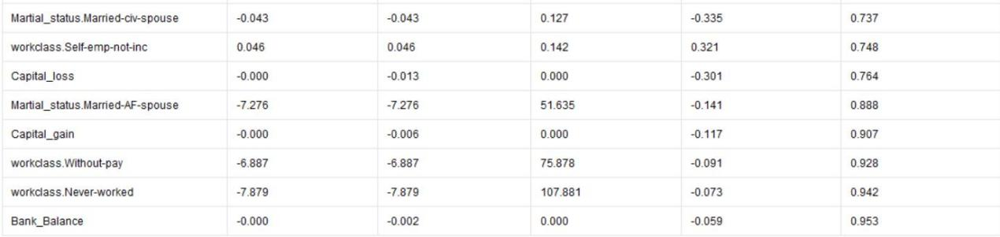 Martial_status.Married-civ-spouse -0.043 -0.043 0.127 -0.335 0.737
workclass.Self-emp-not-inc 0.046 0.046 0.142 0.321 0.748
Capital_loss -0.000 -0.013 0.000 -0.301 0.764
Martial_status.Married-AF-spouse -7.276 -7.276 51.635 -0.141 0.888
Capital_gain -0.000 -0.006 0.000 -0.117 0.907
workclass.Without-pay -6.887 -6.887 75.878 -0.091 0.928
workclass.Never-worked -7.879 -7.879 107.881 -0.073 0.942
Bank_Balance -0.000 -0.002 0.000 -0.059 0.953